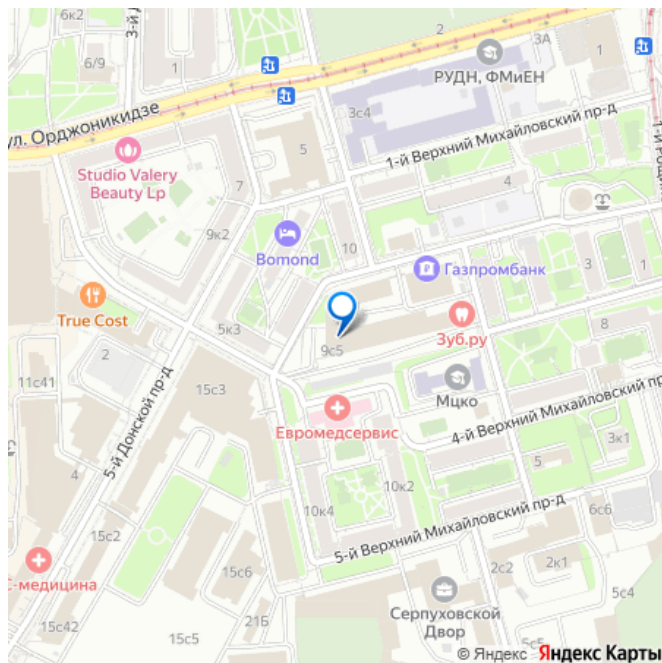 6/9
3-й
1
2
3А
РУДН, ФМиЕН
1
ул. Орджоникидзе
3с4
1-й Верхний Михайловский пр-д
Studio Valery
Beauty Lp
7
5
4
9к2
10
Bomond
Газпромбанк
3
1
True Cost
5к3
Зуб.ру
8
9с5
2
11с41
15с3
Мцко
5-й Донской пр-д
Евромедсервис
4-й Верхний Михайловский пр
3к1
4
5
10к2
10к4
15с2
5-й Верхний Михайловский пр-д
6с6
С-медицина
15с6
2с2
2к1
5с4
15с42
21Б
Серпуховской
Двор
15с5
© Яндекс Яндекс Карты